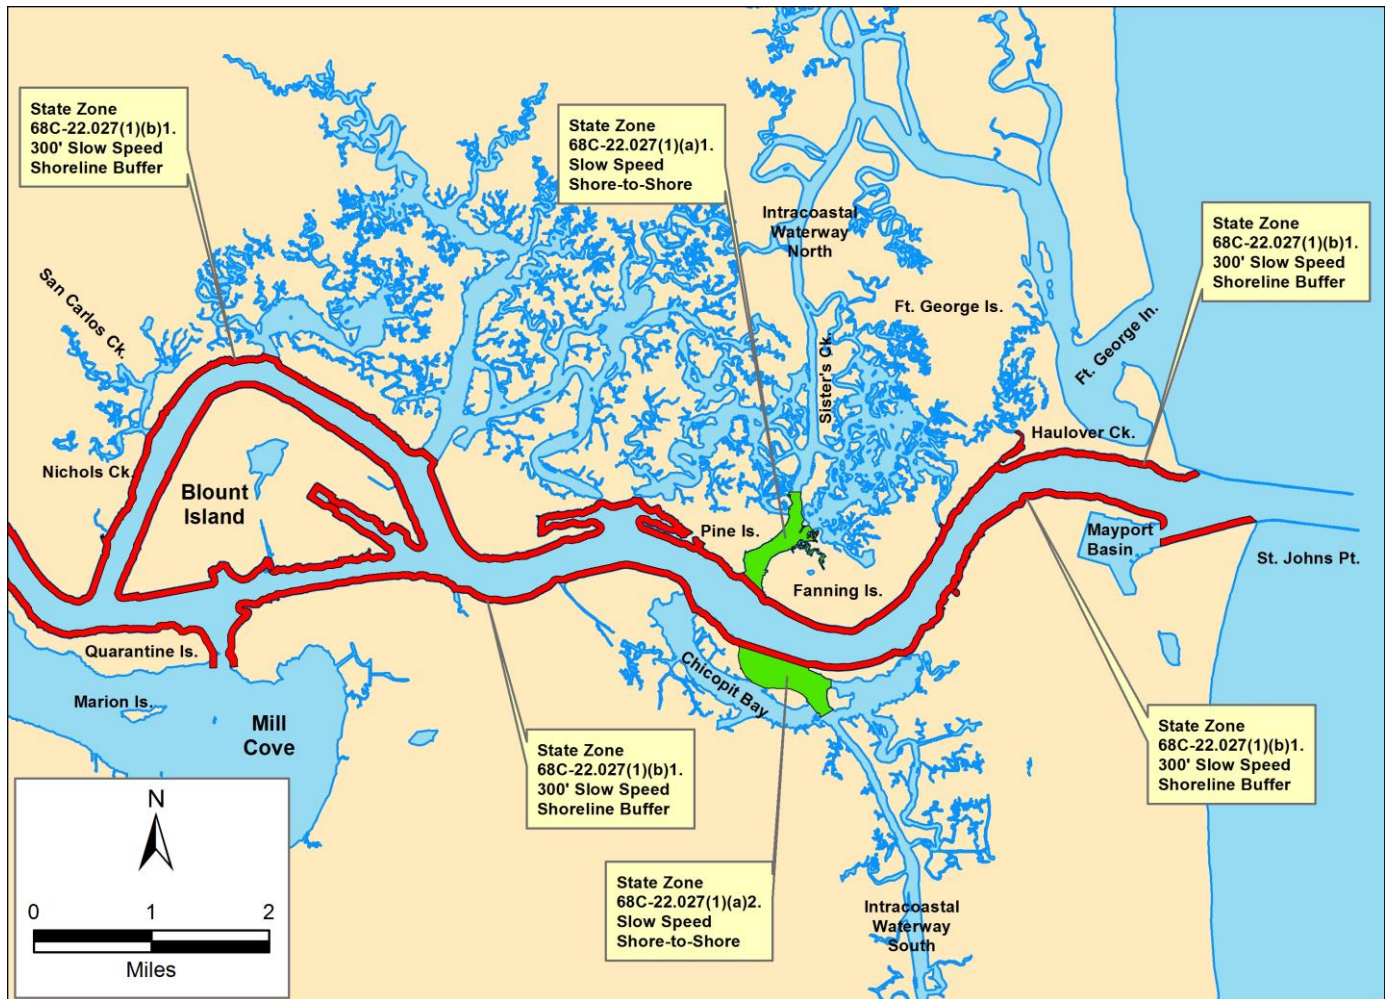 State Zone
68C-22.027(1)(b)1.
300' Slow Speed
Shoreline Buffer
State Zone
68C-22.027(1)(a)1.
Slow Speed
Shore-to-Shore
Intracoastal
Waterway
North
State Zone
68C-22.027(1)(b)1.
300' Slow Speed
Shoreline Buffer
San Carlos Ck.
Ft. George Is.
Ft. George In.
Sister's Ck.
Haulover Ck.
Nichols Ck.
Blount
Island
Pine Is.
Mayport
Basin
St. Johns Pt.
Fanning Is.
Quarantine Is.
Chicopit Bay
Marion Is.
Mill
Cove
State Zone
68C-22.027(1)(b)1.
300' Slow Speed
Shoreline Buffer
State Zone
68C-22.027(1)(b)1.
300' Slow Speed
Shoreline Buffer
State Zone
68C-22.027(1)(a)2.
Slow Speed
Shore-to-Shore
Intracoastal
Waterway
South
N
0 1 2
Miles